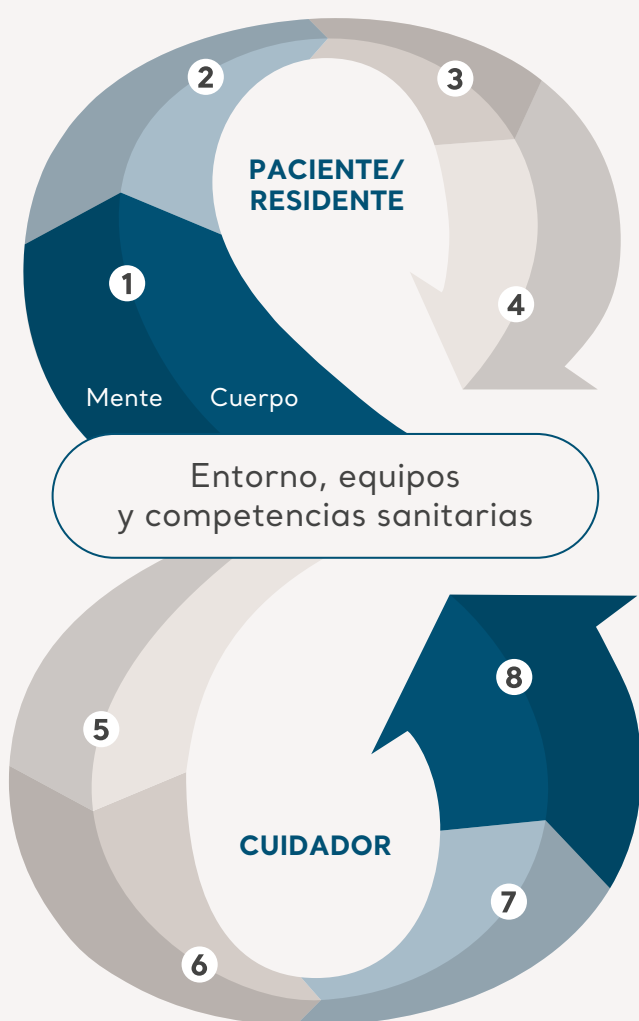 2
3
PACIENTE/
RESIDENTE
1
4
Mente Cuerpo
Entorno, equipos
y competencias sanitarias
8
5
CUIDADOR
7
6